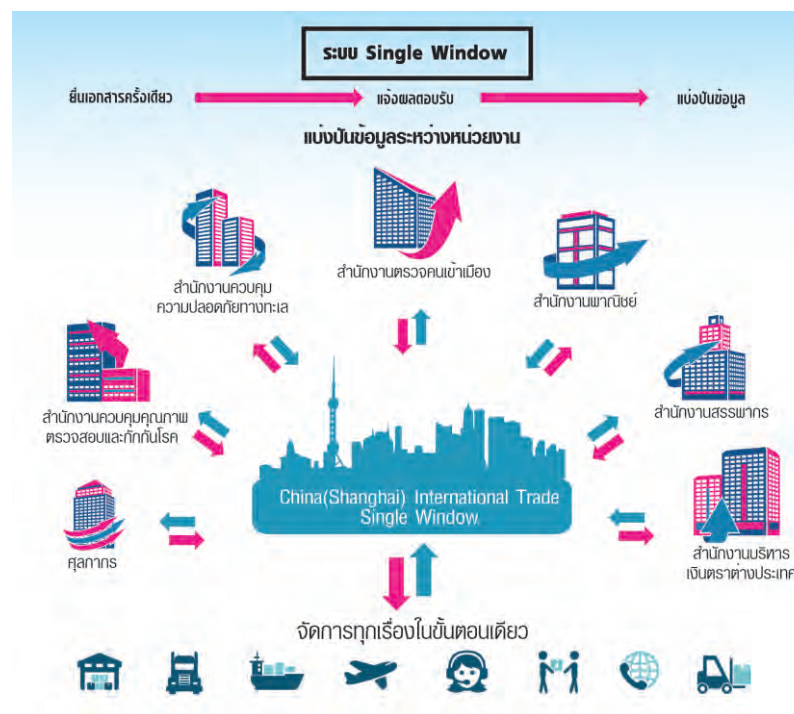 ระบบ Single Window
ยื่นเอกสารครั้งเดียว
แจ้งผลตอบรับ
แบ่งปันข้อมูล
แบ่งปันข้อมูลระหว่างหน่วยงาน
สำนักงานควบคุม
ความปลอดภัยทางทะเล
สำนักงานตรวจคนเข้าเมือง
สำนักงานพาณิชย์
สำนักงานควบคุมคุณภาพ
ตรวจสอบและกักกันโรค
สำนักงานสรรพากร
China(Shanghai) International Trade
Single Window
ศุลกากร
สำนักงานบริหาร
เงินตราต่างประเทศ
จัดการทุกเรื่องในขั้นตอนเดียว